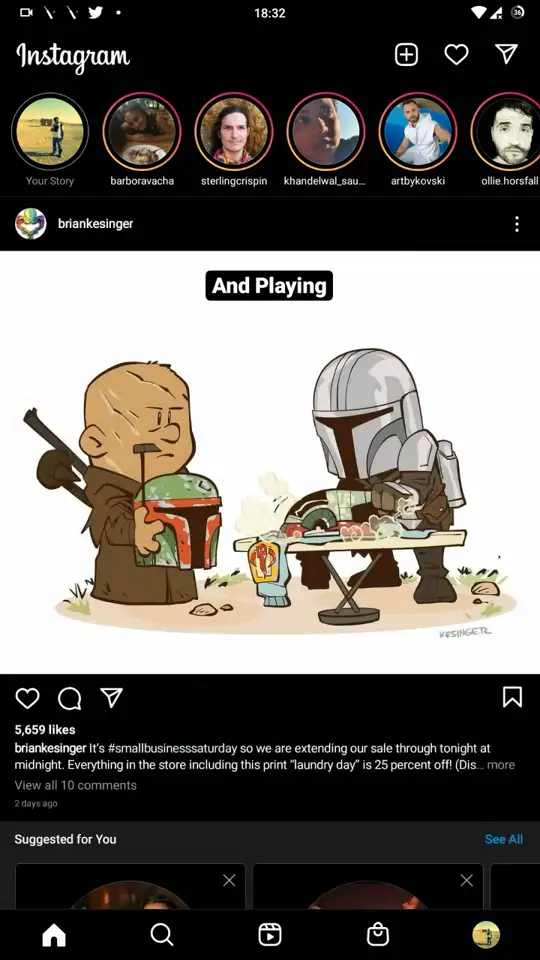 18:32
36
Instagram
Your Story
barboravacha
sterlingcrispin
khandelwal_sau...
artbykovski
ollie.horsfall
briankesinger
And Playing
KESINGER
5,659 likes
briankesinger It's #smallbusinesssaturday so we are extending our sale through tonight at
midnight. Everything in the store including this print "laundry day" is 25 percent off! (Dis... more
View all 10 comments
2 days ago
Suggested for You
See All